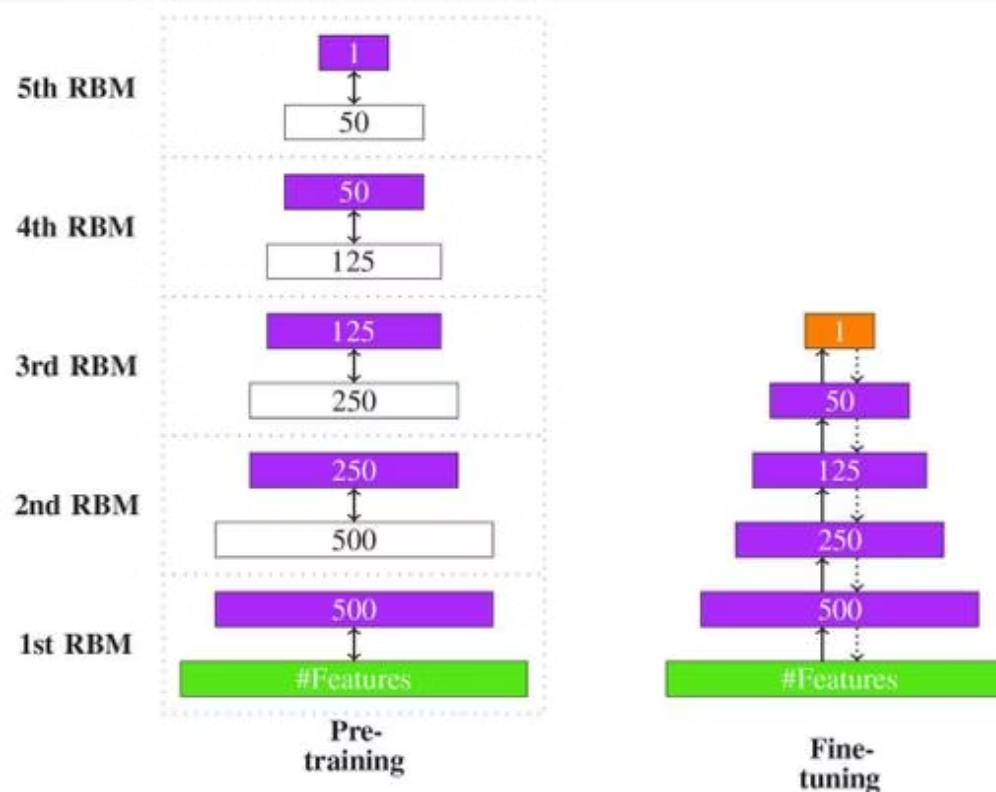 5th RBM
1
50
4th RBM
50
125
3rd RBM
125
250
2nd RBM
250
500
1st RBM
500
#Features
Pre-
training
1
50
125
250
500
#Features
Fine-
tuning